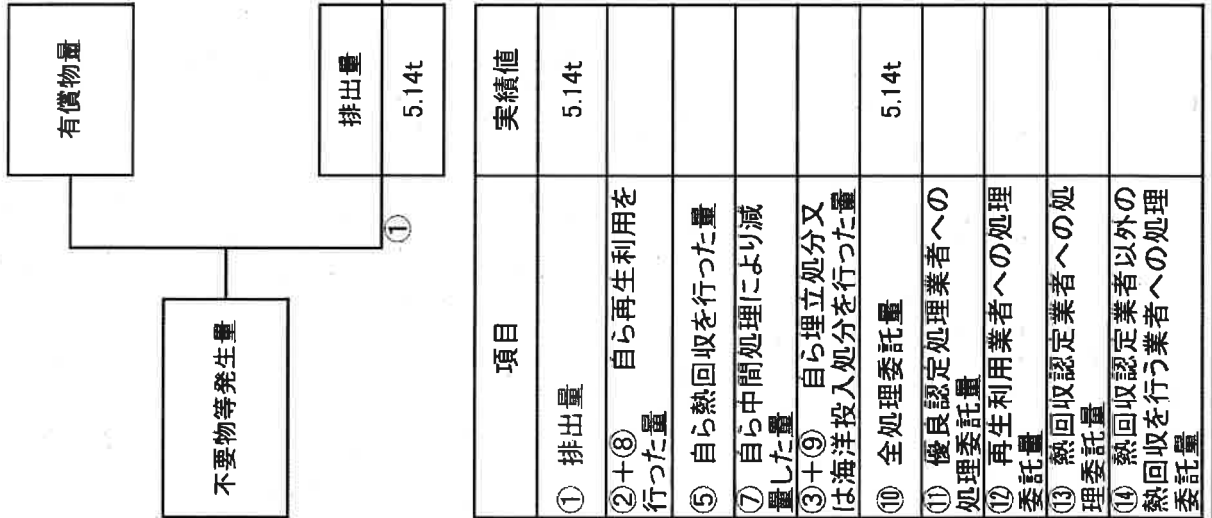 有償物量
不要物等発生量
①
排出量
5.14t
項目
実績値
① 排出量
5.14t
②+⑧ 自ら再生利用を
行った量
⑤ 自ら熱回収を行った量
⑦ 自ら中間処理により減
量した量
③+⑨ 自ら埋立処分又
は海洋投入処分を行った量
⑩ 全処理委託量
5.14t
⑪ 優良認定処理業者への
処理委託量
⑫ 再生利用業者への処理
委託量
⑬ 熱回収認定業者への処
理委託量
⑭ 熱回収認定業者以外の
熱回収を行う業者への処理
委託量